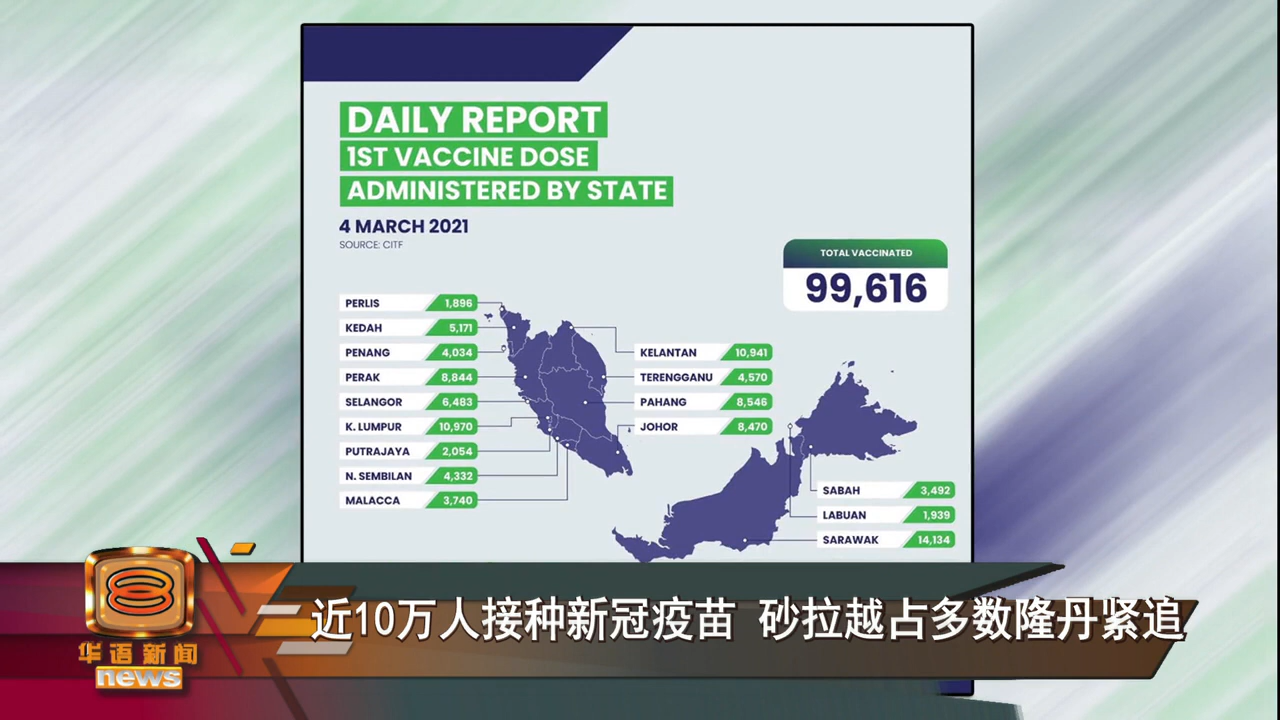 DAILY REPORT
1ST VACCINE DOSE
ADMINISTERED BY STATE
4 MARCH 2021
SOURCE: CITF
TOTAL VACCINATED
99,616
PERLIS 1,896
KEDAH 5,171
PENANG 4,034
PERAK 8,844
SELANGOR 6,483
K. LUMPUR 10,970
PUTRAJAYA 2,054
N. SEMBILAN 4,332
MALACCA 3,740
KELANTAN 10,941
TERENGGANU 4,570
PAHANG 8,546
JOHOR 8,470
SABAH 3,492
LABUAN 1,939
SARAWAK 14,134
近10万人接种新冠疫苗 砂拉越占多数隆丹紧追
8
华语新闻
news